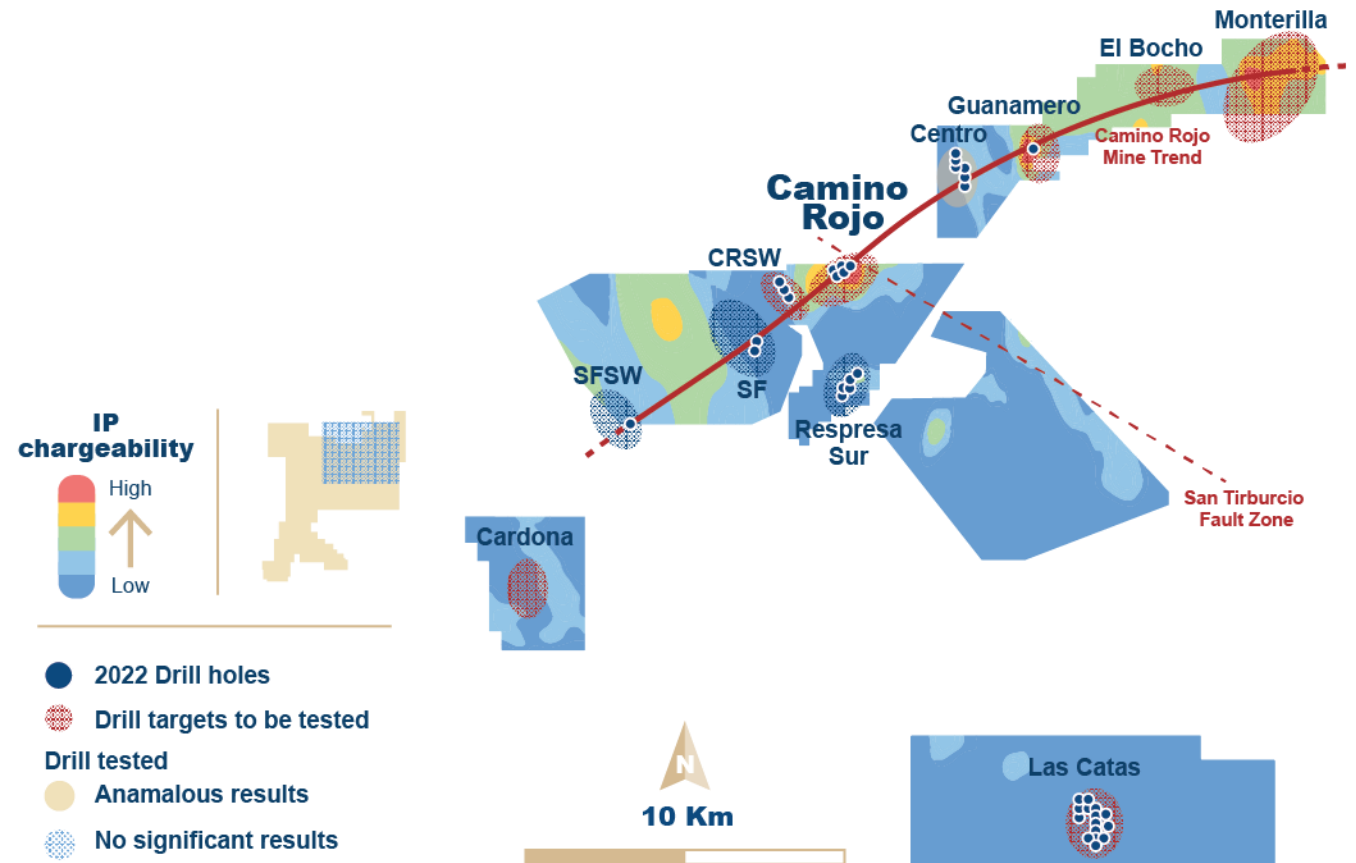 Monterilla
El Bocho
Guanamero
Centro
Camino Rojo
Mine Trend
Camino
Rojo
CRSW
SFSW
SF
Respresa
Sur
San Tirburcio
Fault Zone
IP
chargeability
High
Low
Cardona
2022 Drill holes
Drill targets to be tested
Drill tested
Anamalous results
No significant results
N
10 Km
Las Catas